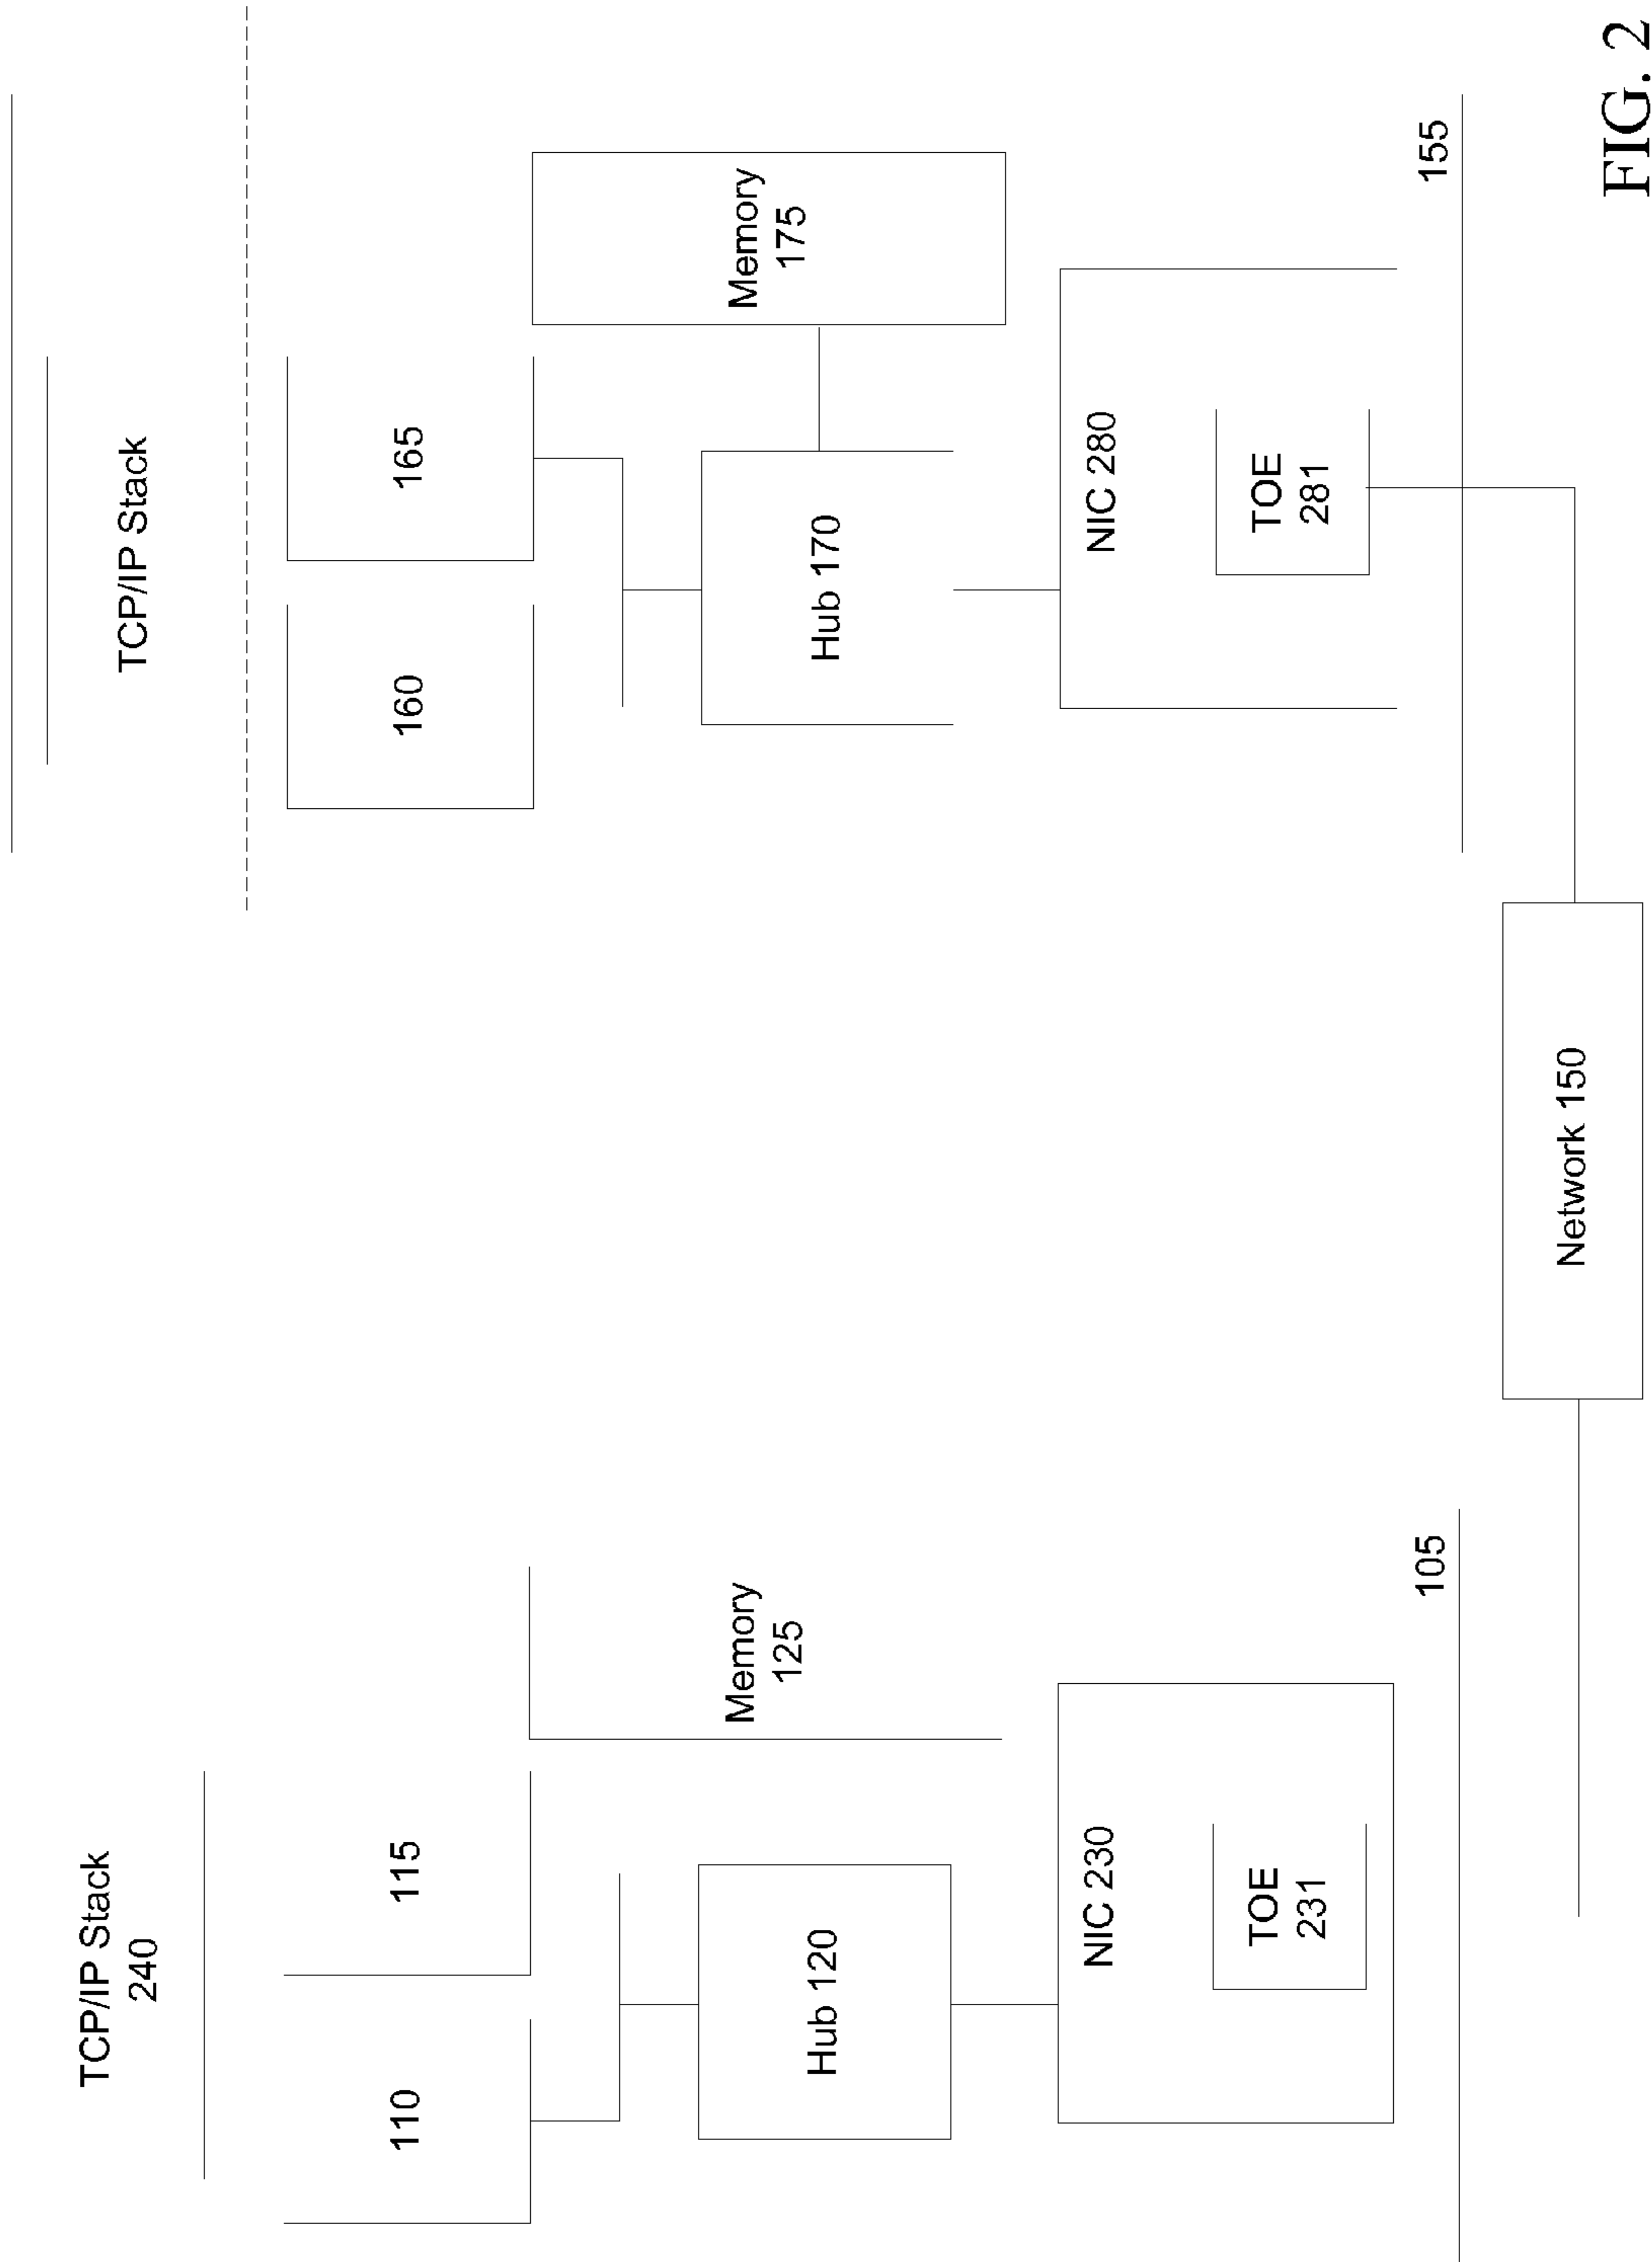 TCP/IP Stack
240
110
115
Hub 120
Memory
125
NIC 230
TOE
231
105
Network 150
TCP/IP Stack
160
165
Hub 170
Memory
175
NIC 280
TOE
281
155
FIG. 2